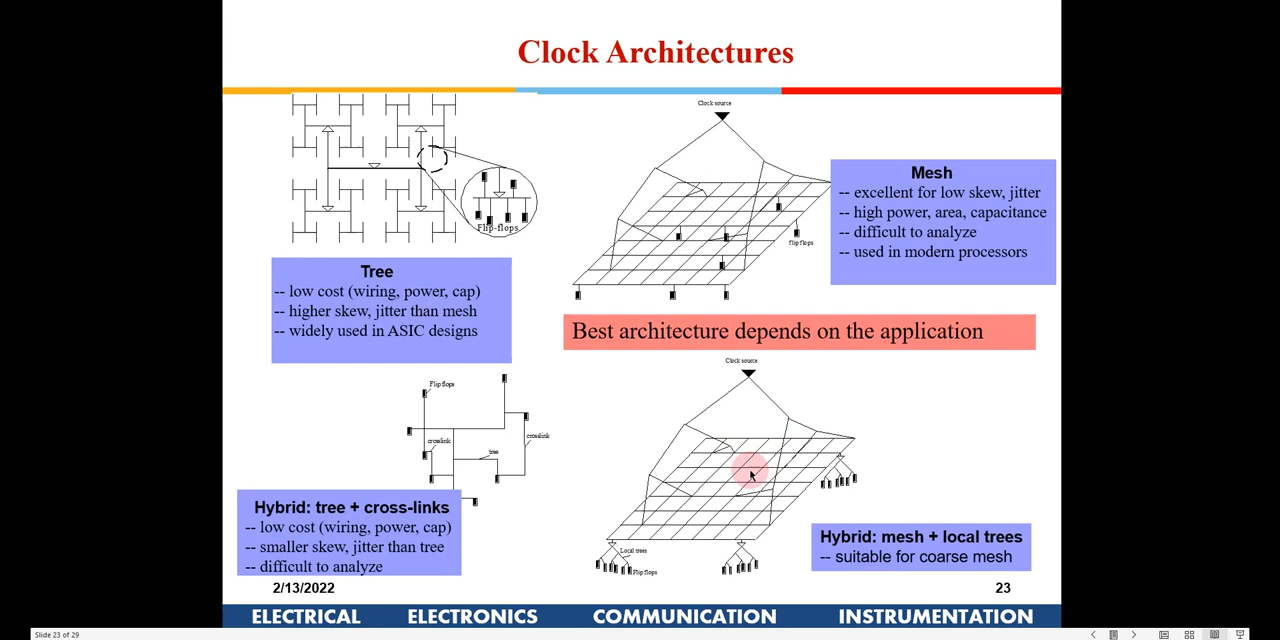 Clock Architectures
Flip-flops
Tree
-- low cost (wiring, power, cap)
-- higher skew, jitter than mesh
-- widely used in ASIC designs
Clock source
flip flops
Mesh
-- excellent for low skew, jitter
-- high power, area, capacitance
-- difficult to analyze
-- used in modern processors
Best architecture depends on the application
Flip flops
crosslink
crosslink
tree
Hybrid: tree + cross-links
-- low cost (wiring, power, cap)
-- smaller skew, jitter than tree
-- difficult to analyze
Clock source
Local trees
Flip flops
Hybrid: mesh + local trees
-- suitable for coarse mesh
2/13/2022
23
ELECTRICAL ELECTRONICS COMMUNICATION INSTRUMENTATION
Slide 23 of 29